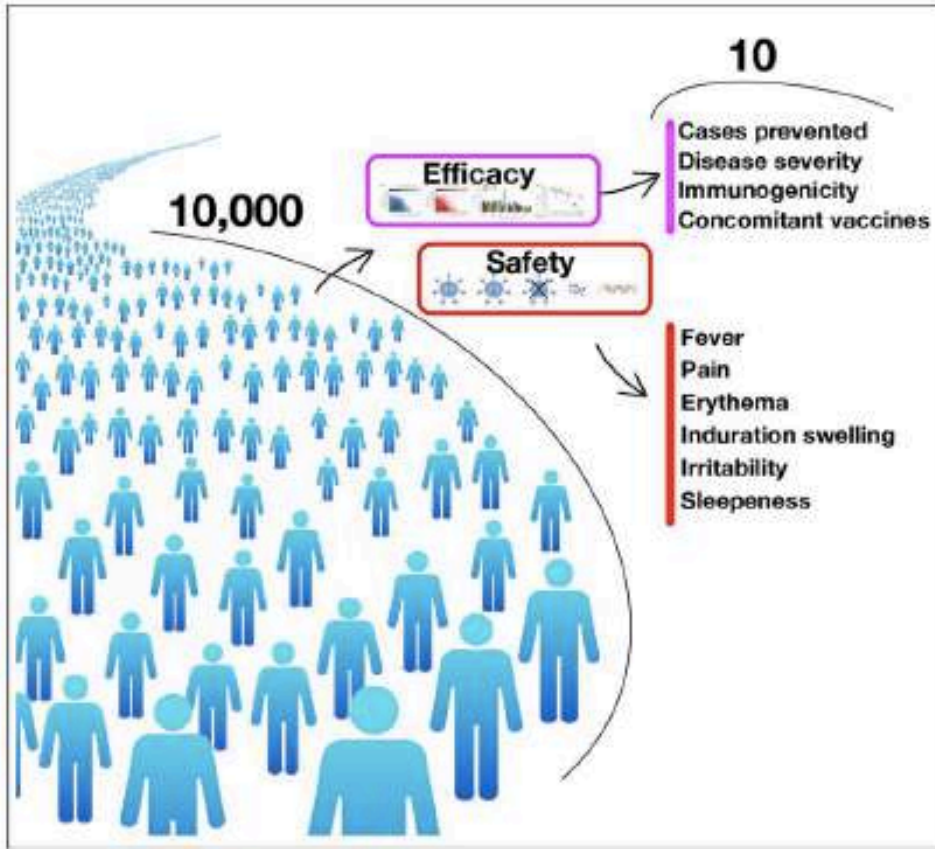 10
Cases prevented
Disease severity
Immunogenicity
Concomitant vaccines
Efficacy
10,000
Safety
Fever
Pain
Erythema
Induration swelling
Irritability
Sleepeness